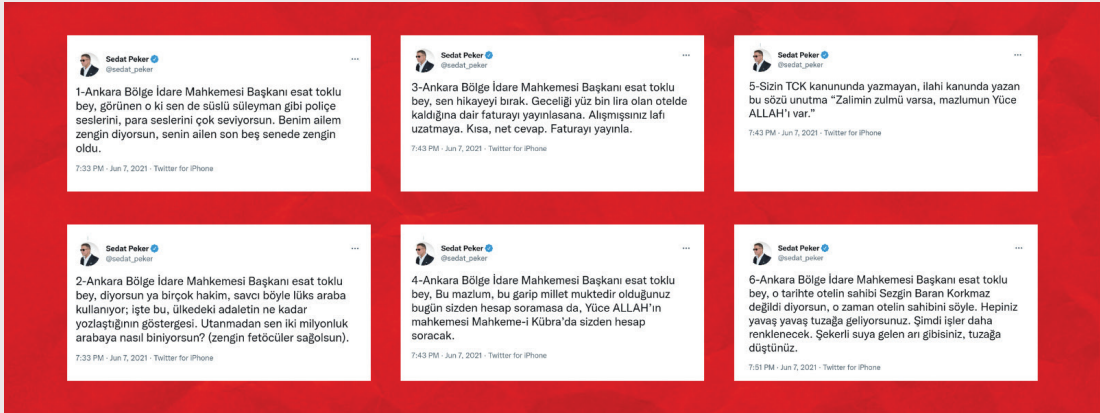 Sedat Peker
@sedat_peker
1-Ankara Bölge İdare Mahkemesi Başkanı esat toklu
bey, görünen o ki sen de süslü süleyman gibi poliçe
seslerini, para seslerini çok seviyorsun. Benim ailem
zengin diyorsun, senin ailen son beş senede zengin
oldu.
7:33 PM · Jun 7, 2021 · Twitter for iPhone
Sedat Peker
@sedat_peker
2-Ankara Bölge İdare Mahkemesi Başkanı esat toklu
bey, diyorsun ya birçok hakim, savcı böyle lüks araba
kullanıyor; işte bu, ülkedeki adaletin ne kadar
yozlaştığının göstergesi. Utanmadan sen iki milyonluk
arabaya nasıl biniyorsun? (zengin fetöcüler sağolsun).
7:33 PM · Jun 7, 2021 · Twitter for iPhone
Sedat Peker
@sedat_peker
3-Ankara Bölge İdare Mahkemesi Başkanı esat toklu
bey, sen hikayeyi bırak. Geceliği yüz bin lira olan otelde
kaldığına dair faturayı yayınlasana. Alışmışsınız lafı
uzatmaya. Kısa, net cevap. Faturayı yayınla.
7:43 PM · Jun 7, 2021 · Twitter for iPhone
Sedat Peker
@sedat_peker
4-Ankara Bölge İdare Mahkemesi Başkanı esat toklu
bey, Bu mazlum, bu garip millet muktedir olduğunuz
bugün sizden hesap soramasa da, Yüce ALLAH'ın
mahkemesi Mahkeme-i Kübra'da sizden hesap
soracak.
7:43 PM · Jun 7, 2021 · Twitter for iPhone
Sedat Peker
@sedat_peker
5-Sizin TCK kanununda yazmayan, ilahi kanunda yazan
bu sözü unutma “Zalimin zulmü varsa, mazlumun Yüce
ALLAH'ı var.”
7:43 PM · Jun 7, 2021 · Twitter for iPhone
Sedat Peker
@sedat_peker
6-Ankara Bölge İdare Mahkemesi Başkanı esat toklu
bey, o tarihte otelin sahibi Sezgin Baran Korkmaz
değildi diyorsun, o zaman otelin sahibini söyle. Hepiniz
yavaş yavaş tuzağa geliyorsunuz. Şimdi işler daha
renklenecek. Şekerli suya gelen arı gibisiniz, tuzağa
düştünüz.
7:51 PM · Jun 7, 2021 · Twitter for iPhone